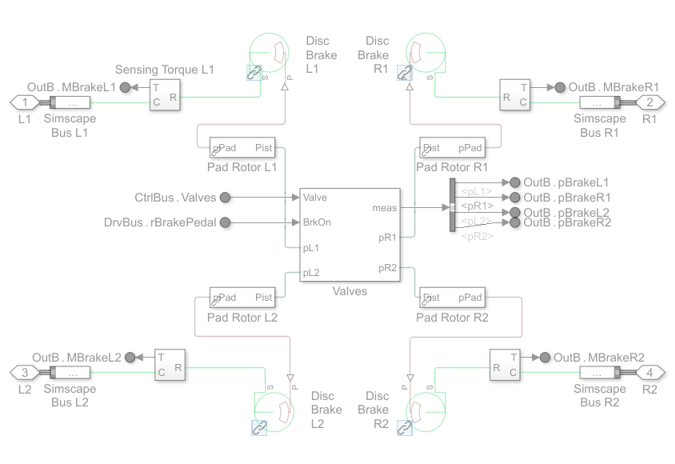 Disc
Brake
L1
Disc
Brake
R1
S
P
P
S
Sensing Torque L1
OutB . MBrakeL1
T
C
R
R
T
C
OutB . MBrakeR1
1
L1
...
Simscape
Bus L1
...
Simscape
Bus R1
2
R1
pPad
Pist
Pad Rotor L1
Pist
pPad
Pad Rotor R1
CtrlBus . Valves
DrvBus . rBrakePedal
Valve
BrkOn
pL1
pL2
meas
pR1
pR2
Valves
<pL1>
<pR1>
<pL2>
<pR2>
OutB . pBrakeL1
OutB . pBrakeR1
OutB . pBrakeL2
OutB . pBrakeR2
pPad
Pist
Pad Rotor L2
Pist
pPad
Pad Rotor R2
OutB . MBrakeL2
T
C
R
R
T
C
OutB . MBrakeR2
3
L2
...
Simscape
Bus L2
...
Simscape
Bus R2
4
R2
S
P
P
S
Disc
Brake
L2
Disc
Brake
R2